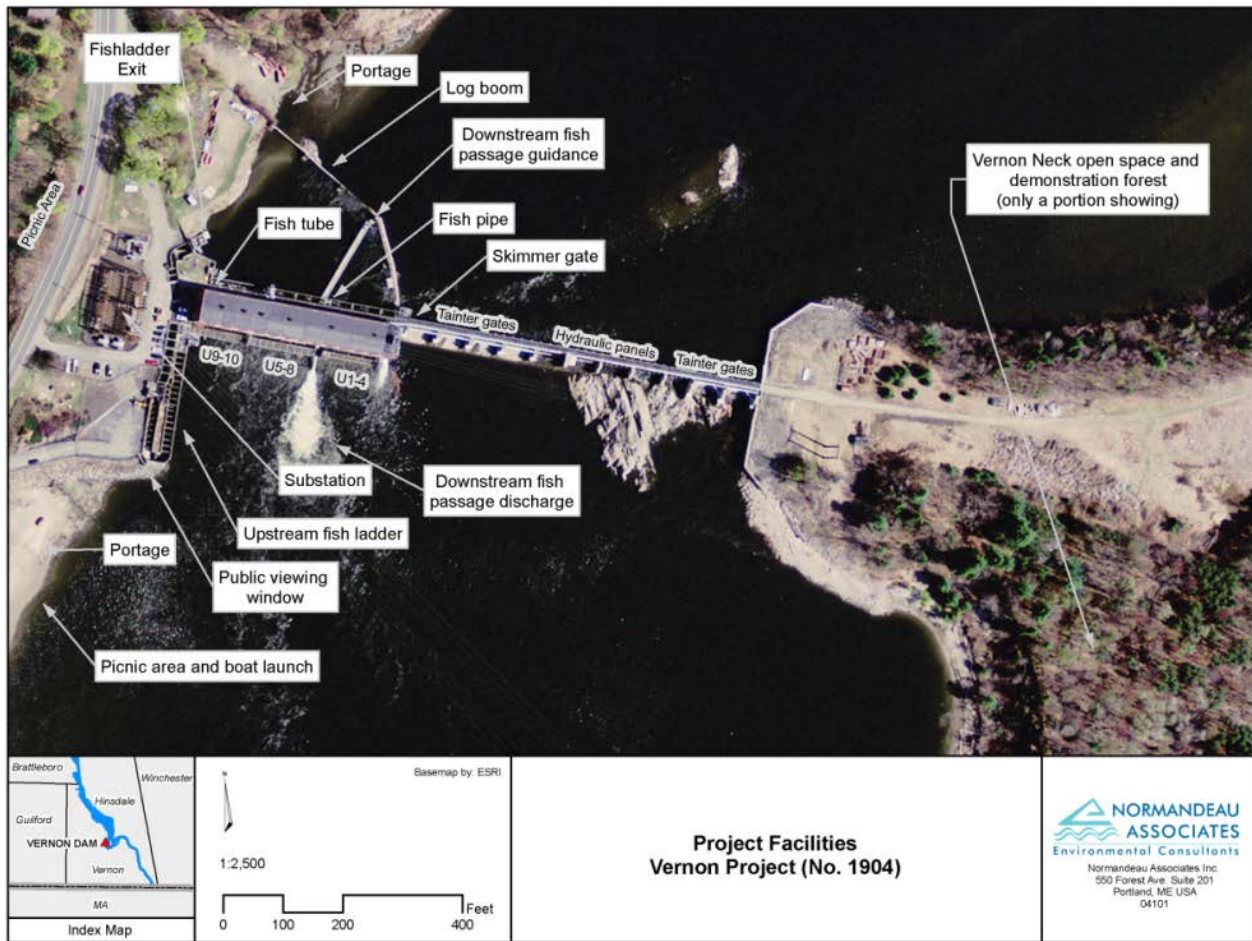 Fishladder
Exit
Portage
Log boom
Downstream fish
passage guidance
Vernon Neck open space and
demonstration forest
(only a portion showing)
Picnic Area
Fish tube
Fish pipe
Skimmer gate
Tainter gates
Hydraulic panels
Tainter gates
U9-10
U5-8
U1-4
Substation
Downstream fish
passage discharge
Upstream fish ladder
Portage
Public viewing
window
Picnic area and boat launch
Brattleboro
Winchester
Hinsdale
Guilford
VERNON DAM
Vernon
MA
Index Map
N
Basemap by: ESRI
1:2,500
Feet
0 100 200 400
Project Facilities
Vernon Project (No. 1904)
NORMANDEAU
ASSOCIATES
Environmental Consultants
Normandeau Associates Inc.
550 Forest Ave. Suite 201
Portland, ME USA
04101